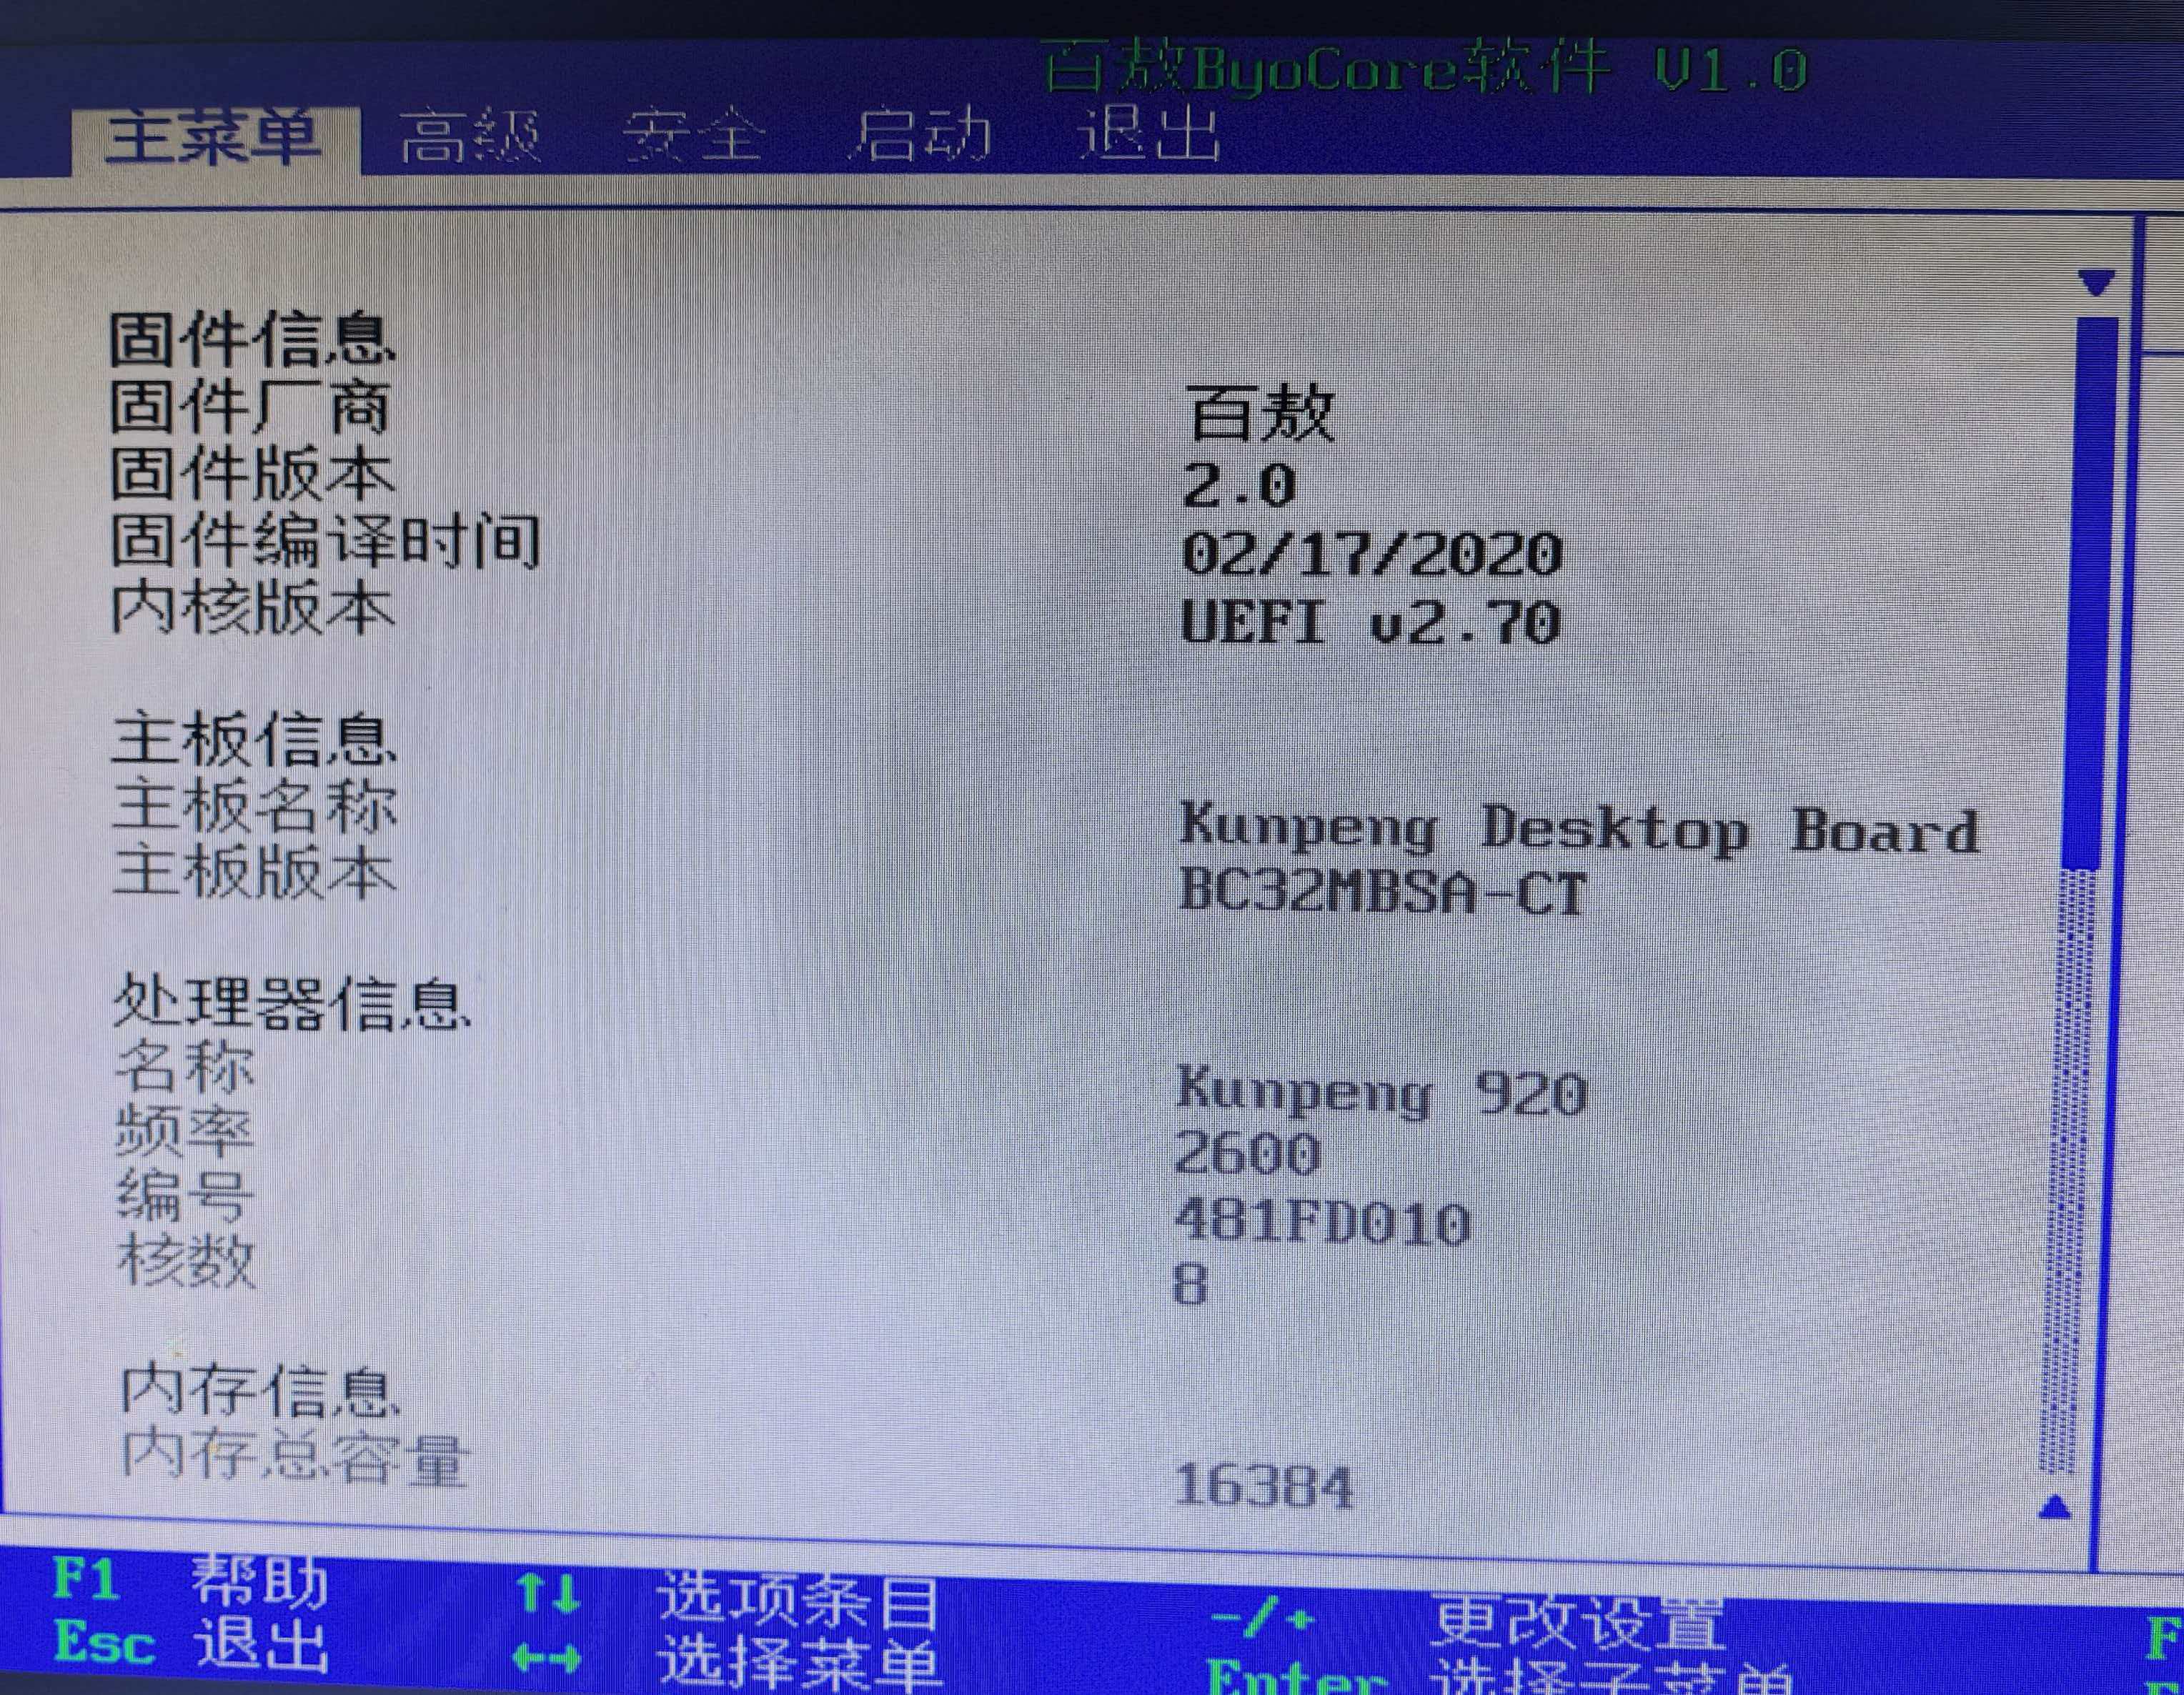 百敖ByoCore软件 V1.0
主菜单 高级 安全 启动 退出
固件信息
固件厂商 百敖
固件版本 2.0
固件编译时间 02/17/2020
内核版本 UEFI v2.70
主板信息
主板名称 Kunpeng Desktop Board
主板版本 BC32MBSA-CT
处理器信息
名称 Kunpeng 920
频率 2600
编号 481FD010
核数 8
内存信息
内存总容量 16384
F1 帮助 ↑↓ 选项条目 -/+ 更改设置
Esc 退出 ←→ 选择菜单 Enter 选择子菜单